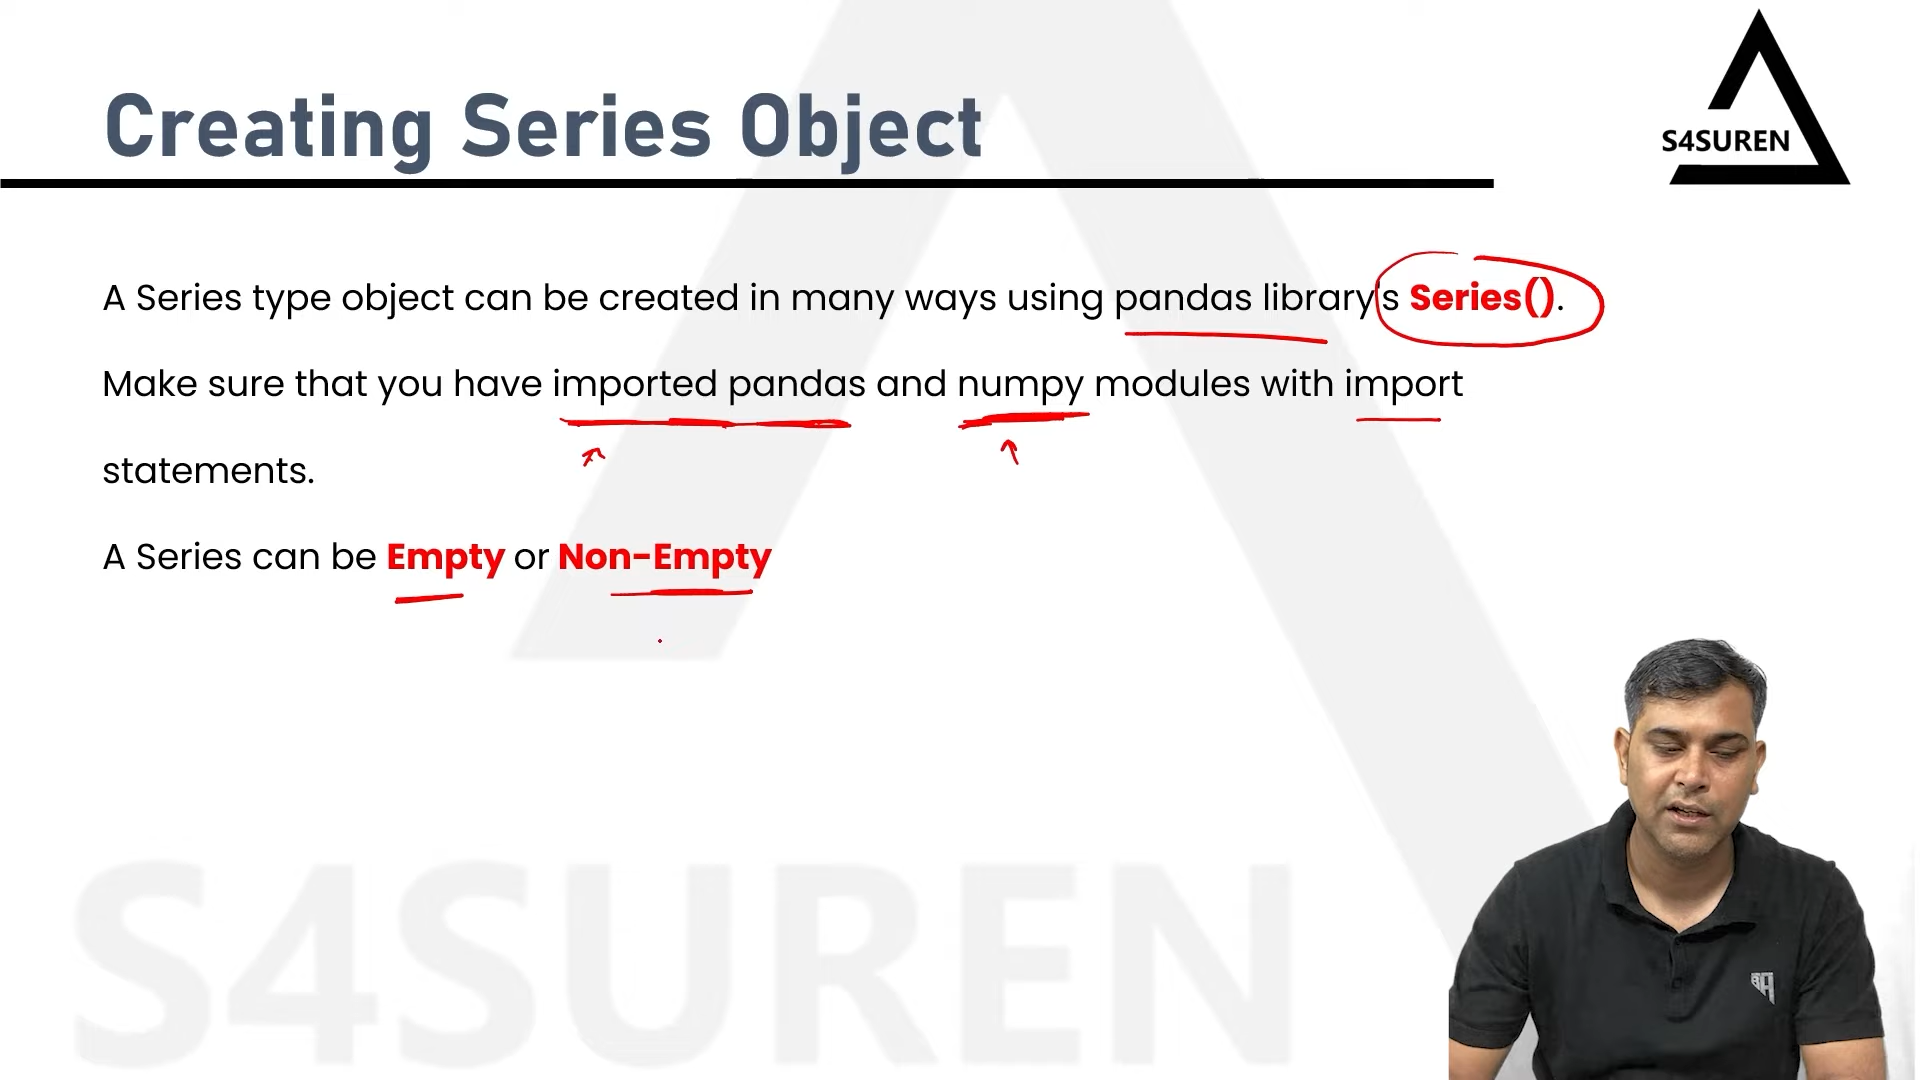 Creating Series Object
S4SUREN
A Series type object can be created in many ways using pandas library's Series().
Make sure that you have imported pandas and numpy modules with import
statements.
A Series can be Empty or Non-Empty
S4SUREN